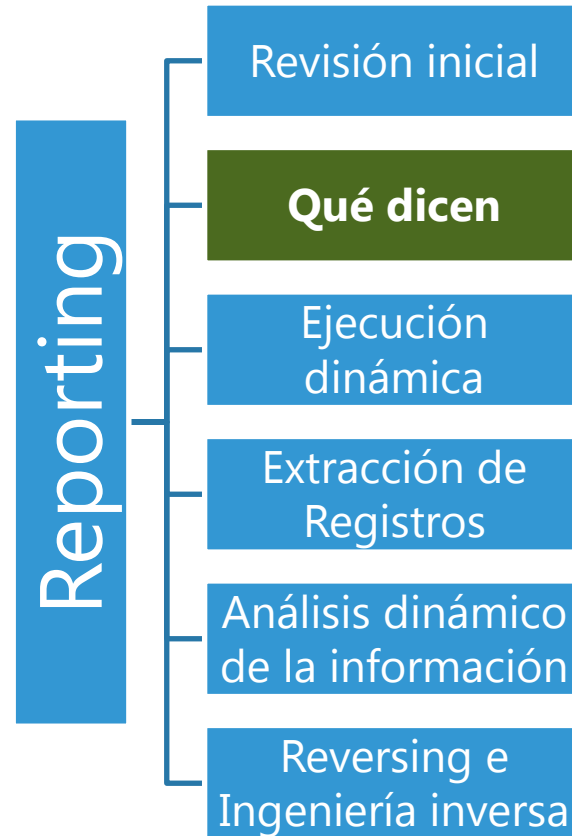 Reporting
Revisión inicial
Qué dicen
Ejecución
dinámica
Extracción de
Registros
Análisis dinámico
de la información
Reversing e
Ingeniería inversa